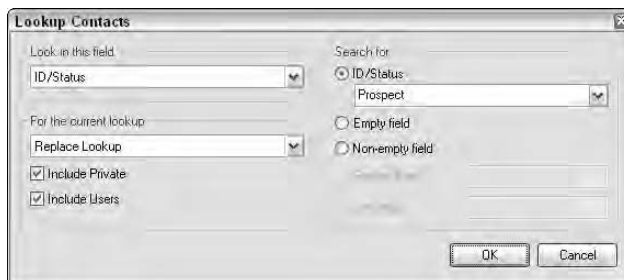 Lookup Contacts
Look in this field
ID/Status
For the current lookup
Replace Lookup
Include Private
Include Users
Search for
ID/Status
Prospect
Empty field
Non-empty field
OK
Cancel